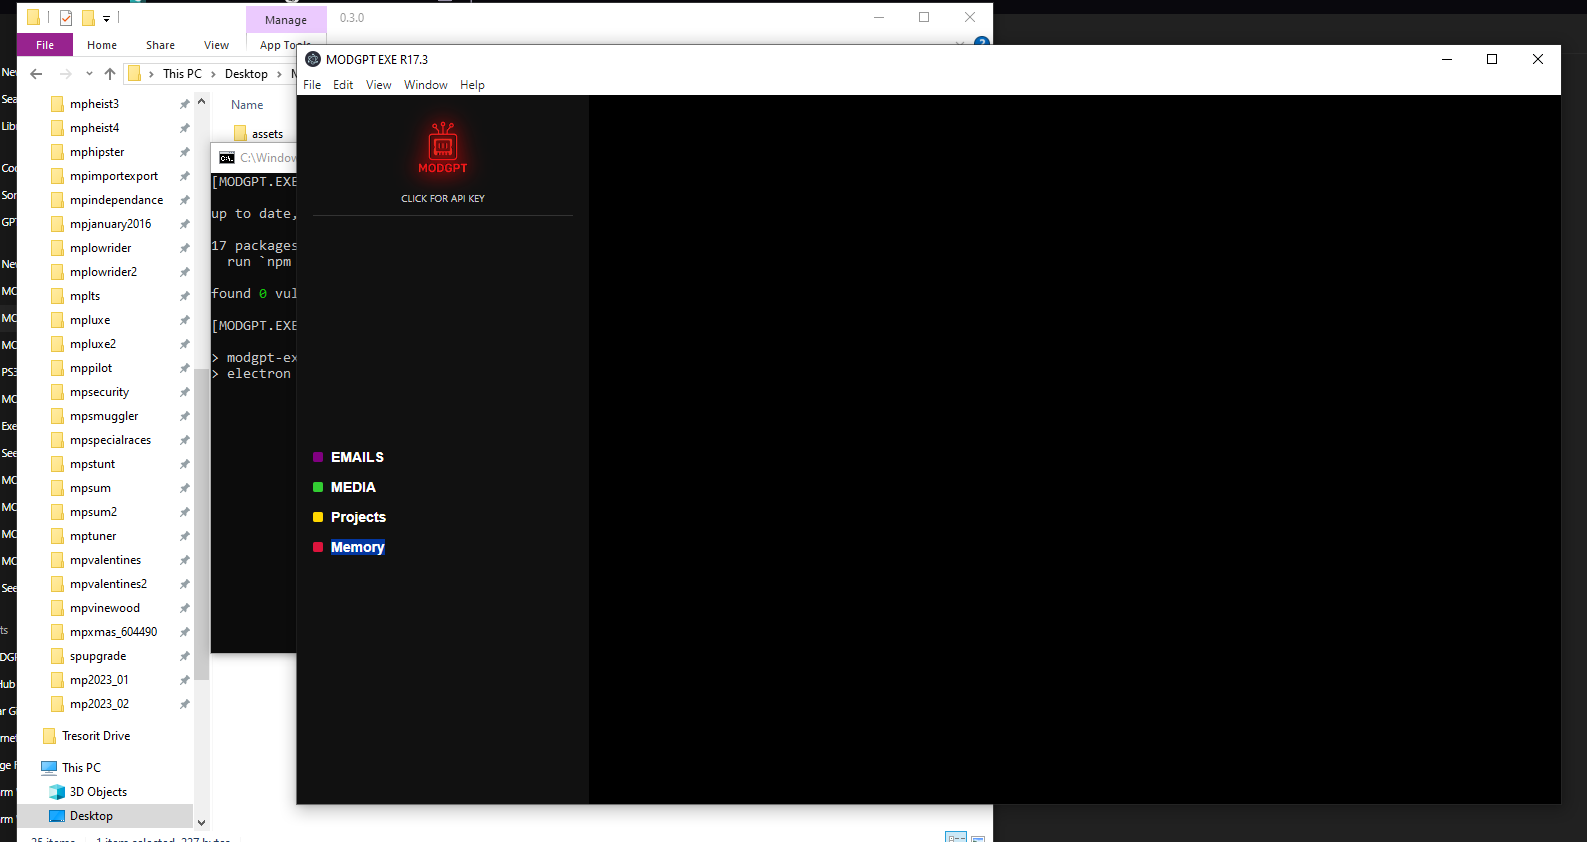 Manage
0.3.0
File
Home
Share
View
App Tools
This PC
Desktop
mpheist3
mpheist4
mphipster
mpimportexport
mpindependance
mpjanuary2016
mplowrider
mplowrider2
mplts
mpluxe
mpluxe2
mppilot
mpsecurity
mpsmuggler
mpspecialraces
mpstunt
mpsum
mpsum2
mptuner
mpvalentines
mpvalentines2
mpvinewood
mpxmas_604490
spupgrade
mp2023_01
mp2023_02
Tresorit Drive
This PC
3D Objects
Desktop
Name
assets
C:\Window
[MODGPT.EXE
up to date,
17 packages
run `npm
found 0 vul
[MODGPT.EXE
> modgpt-ex
> electron
MODGPT EXE R17.3
File Edit View Window Help
MODGPT
CLICK FOR API KEY
EMAILS
MEDIA
Projects
Memory